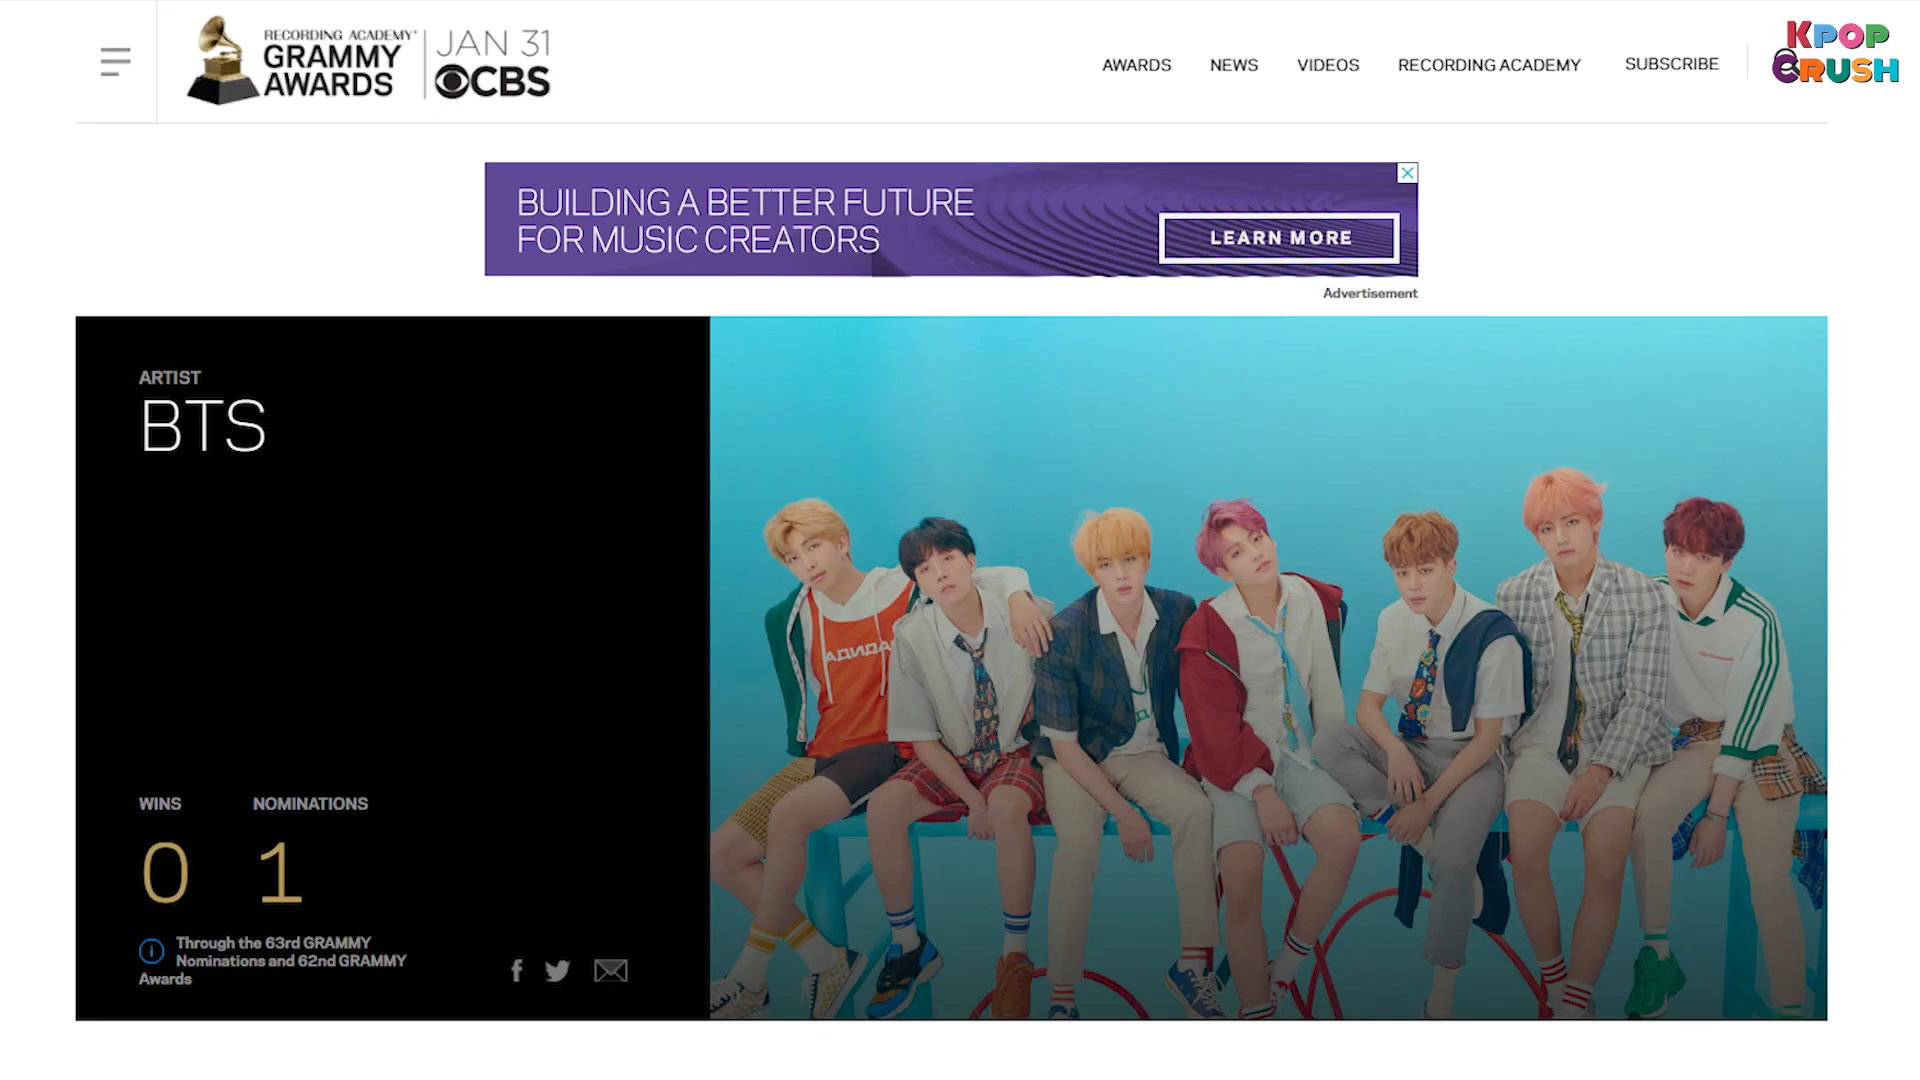 RECORDING ACADEMY®
GRAMMY
AWARDS
JAN 31
CBS
AWARDS
NEWS
VIDEOS
RECORDING ACADEMY
SUBSCRIBE
KPOP
CRUSH
BUILDING A BETTER FUTURE
FOR MUSIC CREATORS
LEARN MORE
Advertisement
ARTIST
BTS
WINS
NOMINATIONS
0
1
Through the 63rd GRAMMY
Nominations and 62nd GRAMMY
Awards